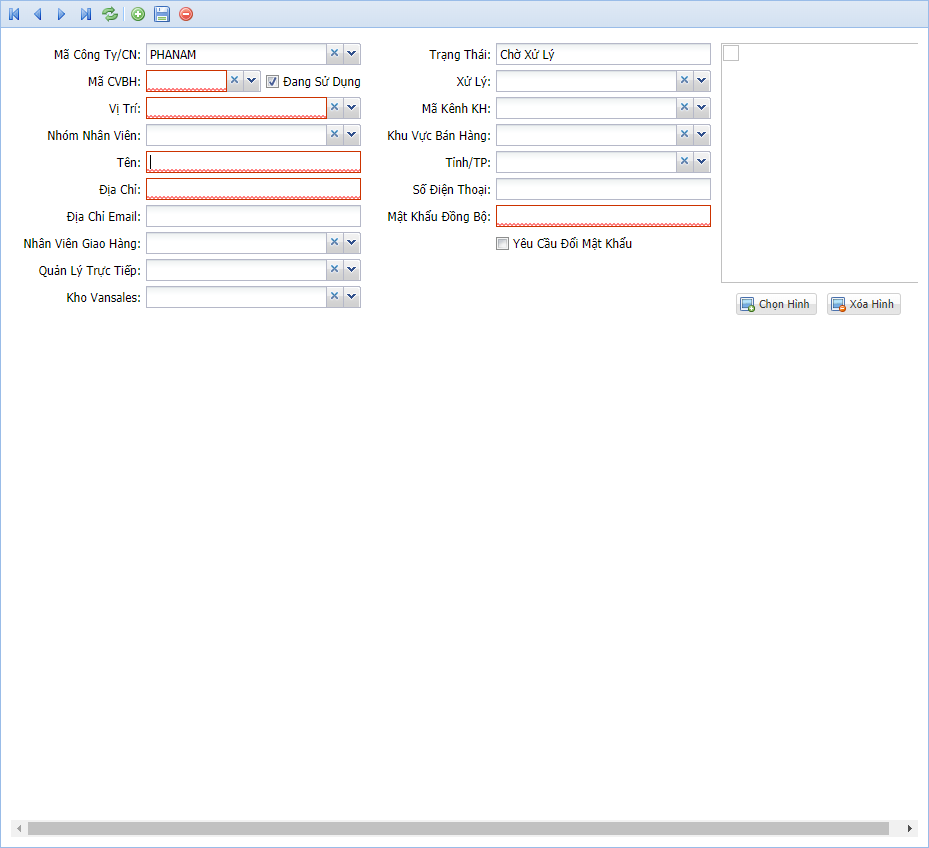 Mã Công Ty/CN: PHANAM
Mã CVBH: Đang Sử Dụng
Vị Trí:
Nhóm Nhân Viên:
Tên:
Địa Chỉ:
Địa Chỉ Email:
Nhân Viên Giao Hàng:
Quản Lý Trực Tiếp:
Kho Vansales:
Trạng Thái: Chờ Xử Lý
Xử Lý:
Mã Kênh KH:
Khu Vực Bán Hàng:
Tỉnh/TP:
Số Điện Thoại:
Mật Khẩu Đồng Bộ:
Yêu Cầu Đổi Mật Khẩu
Chọn Hình Xóa Hình